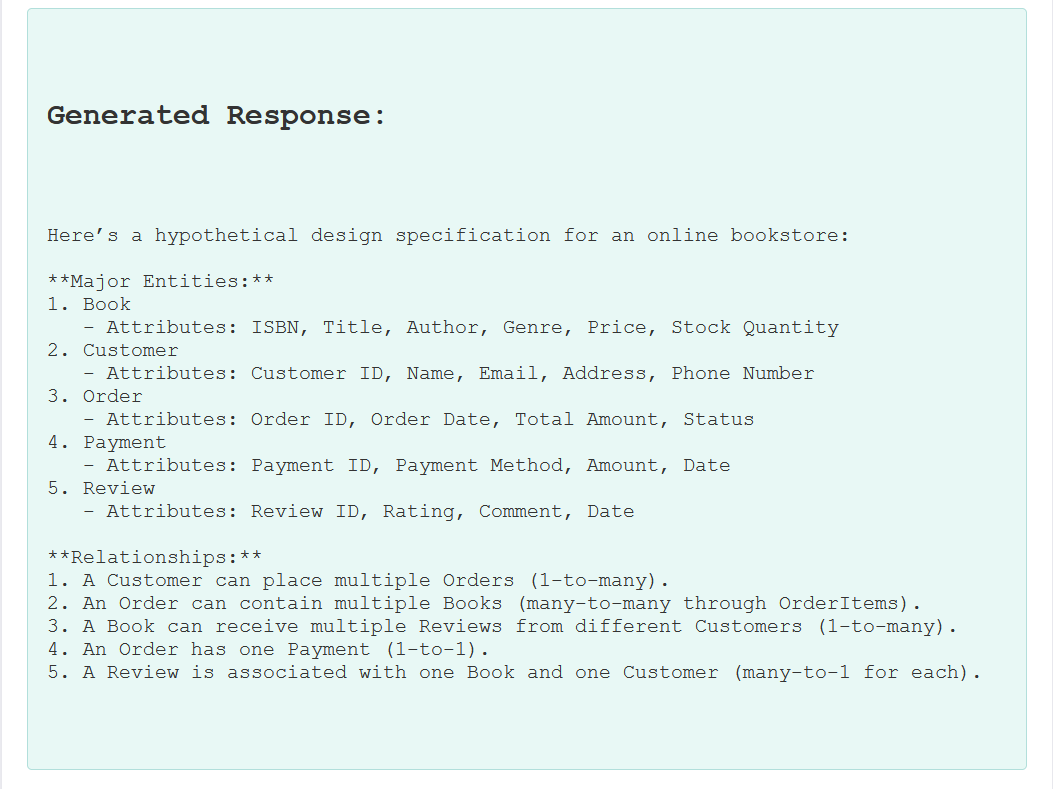 Generated Response:
Here’s a hypothetical design specification for an online bookstore:
**Major Entities:**
1. Book
   - Attributes: ISBN, Title, Author, Genre, Price, Stock Quantity
2. Customer
   - Attributes: Customer ID, Name, Email, Address, Phone Number
3. Order
   - Attributes: Order ID, Order Date, Total Amount, Status
4. Payment
   - Attributes: Payment ID, Payment Method, Amount, Date
5. Review
   - Attributes: Review ID, Rating, Comment, Date
**Relationships:**
1. A Customer can place multiple Orders (1-to-many).
2. An Order can contain multiple Books (many-to-many through OrderItems).
3. A Book can receive multiple Reviews from different Customers (1-to-many).
4. An Order has one Payment (1-to-1).
5. A Review is associated with one Book and one Customer (many-to-1 for each).